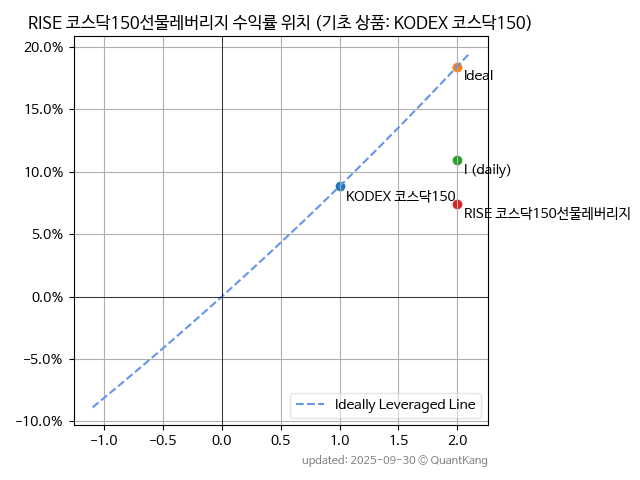 RISE 코스닥150선물레버리지 수익률 위치 (기초 상품: KODEX 코스닥150)
20.0%
15.0%
10.0%
5.0%
0.0%
−5.0%
−10.0%
Ideal
I (daily)
KODEX 코스닥150
RISE 코스닥150선물레버리지
Ideally Leveraged Line
−1.0 −0.5 0.0 0.5 1.0 1.5 2.0
updated: 2025-09-30 © QuantKang